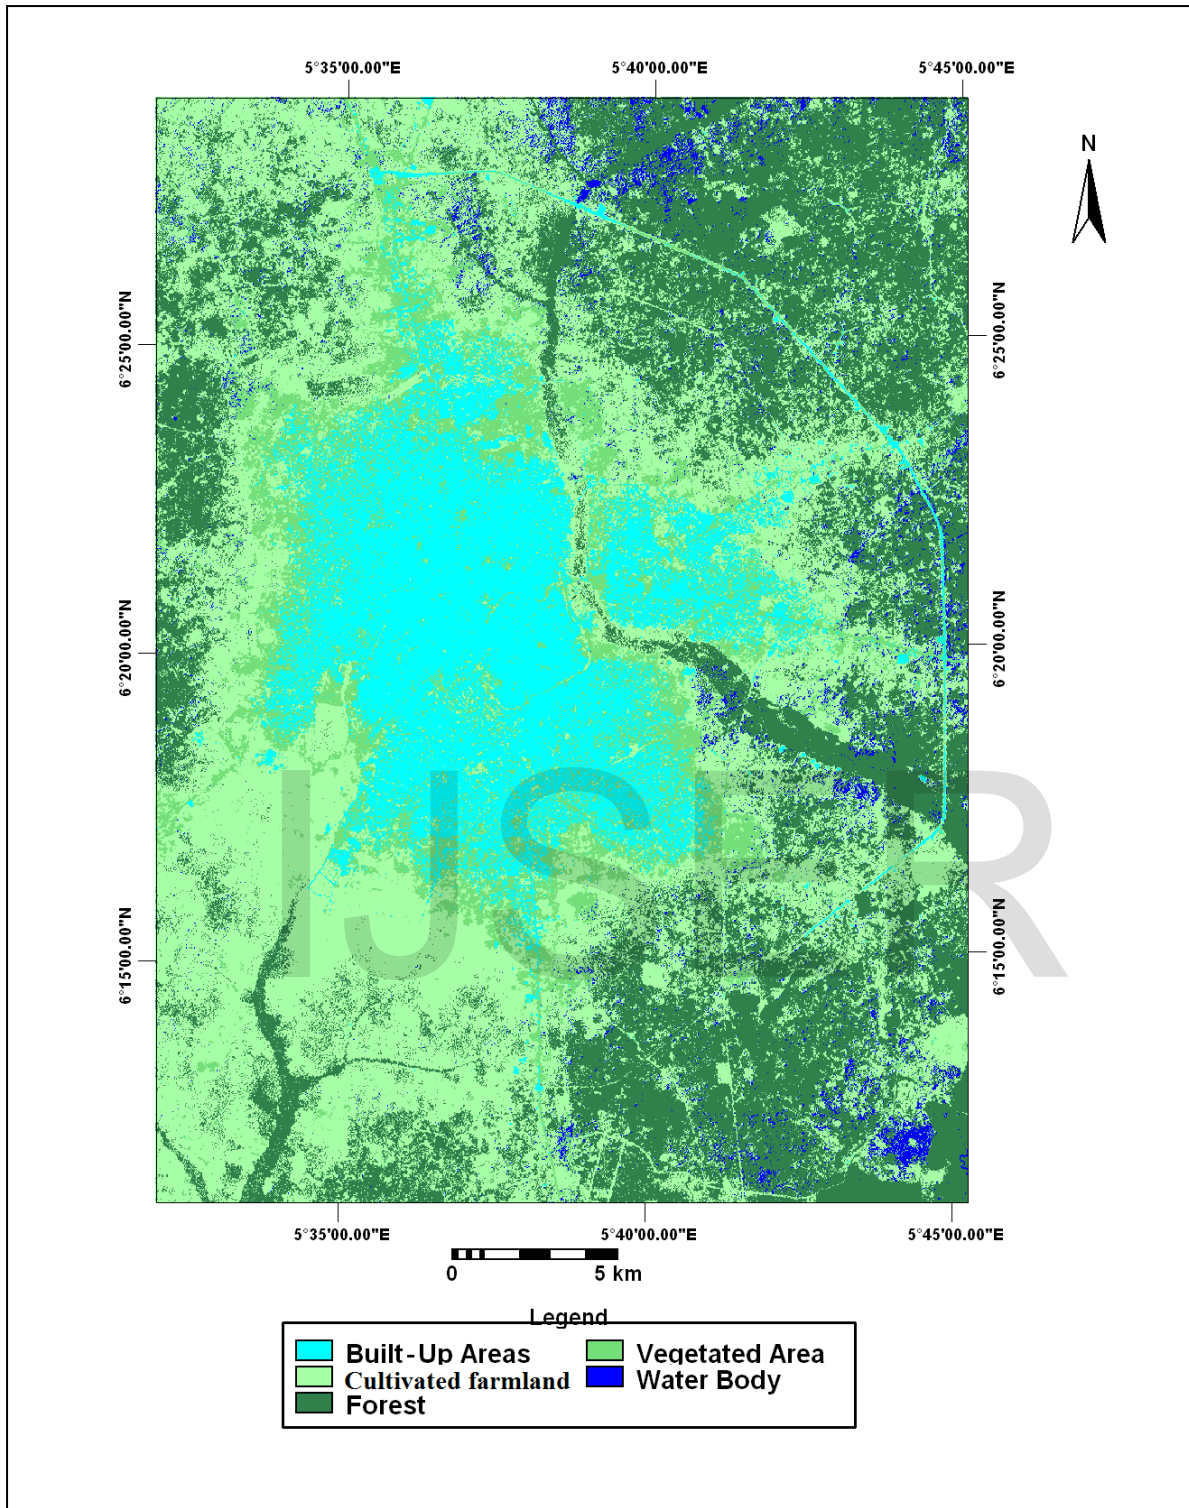 5°35'00.00"E 5°40'00.00"E 5°45'00.00"E
N
6°25'00.00"N 6°25'00.00"N
6°20'00.00"N 6°20'00.00"N
IJSER
6°15'00.00"N 6°15'00.00"N
5°35'00.00"E 5°40'00.00"E 5°45'00.00"E
0 5 km
Legend
Built-Up Areas Vegetated Area
Cultivated farmland Water Body
Forest